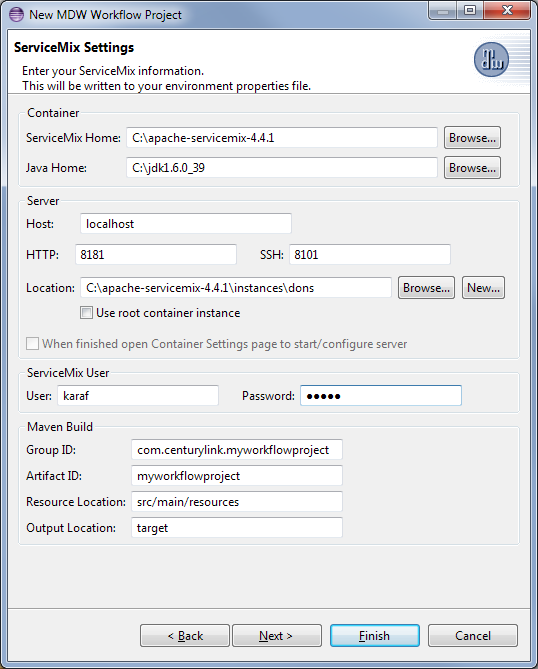 New MDW Workflow Project
ServiceMix Settings
Enter your ServiceMix information.
This will be written to your environment properties file.
Container
ServiceMix Home: C:\apache-servicemix-4.4.1 Browse...
Java Home: C:\jdk1.6.0_39 Browse...
Server
Host: localhost
HTTP: 8181 SSH: 8101
Location: C:\apache-servicemix-4.4.1\instances\dons Browse... New...
Use root container instance
When finished open Container Settings page to start/configure server
ServiceMix User
User: karaf Password: ●●●●●
Maven Build
Group ID: com.centurylink.myworkflowproject
Artifact ID: myworkflowproject
Resource Location: src/main/resources
Output Location: target
< Back Next > Finish Cancel